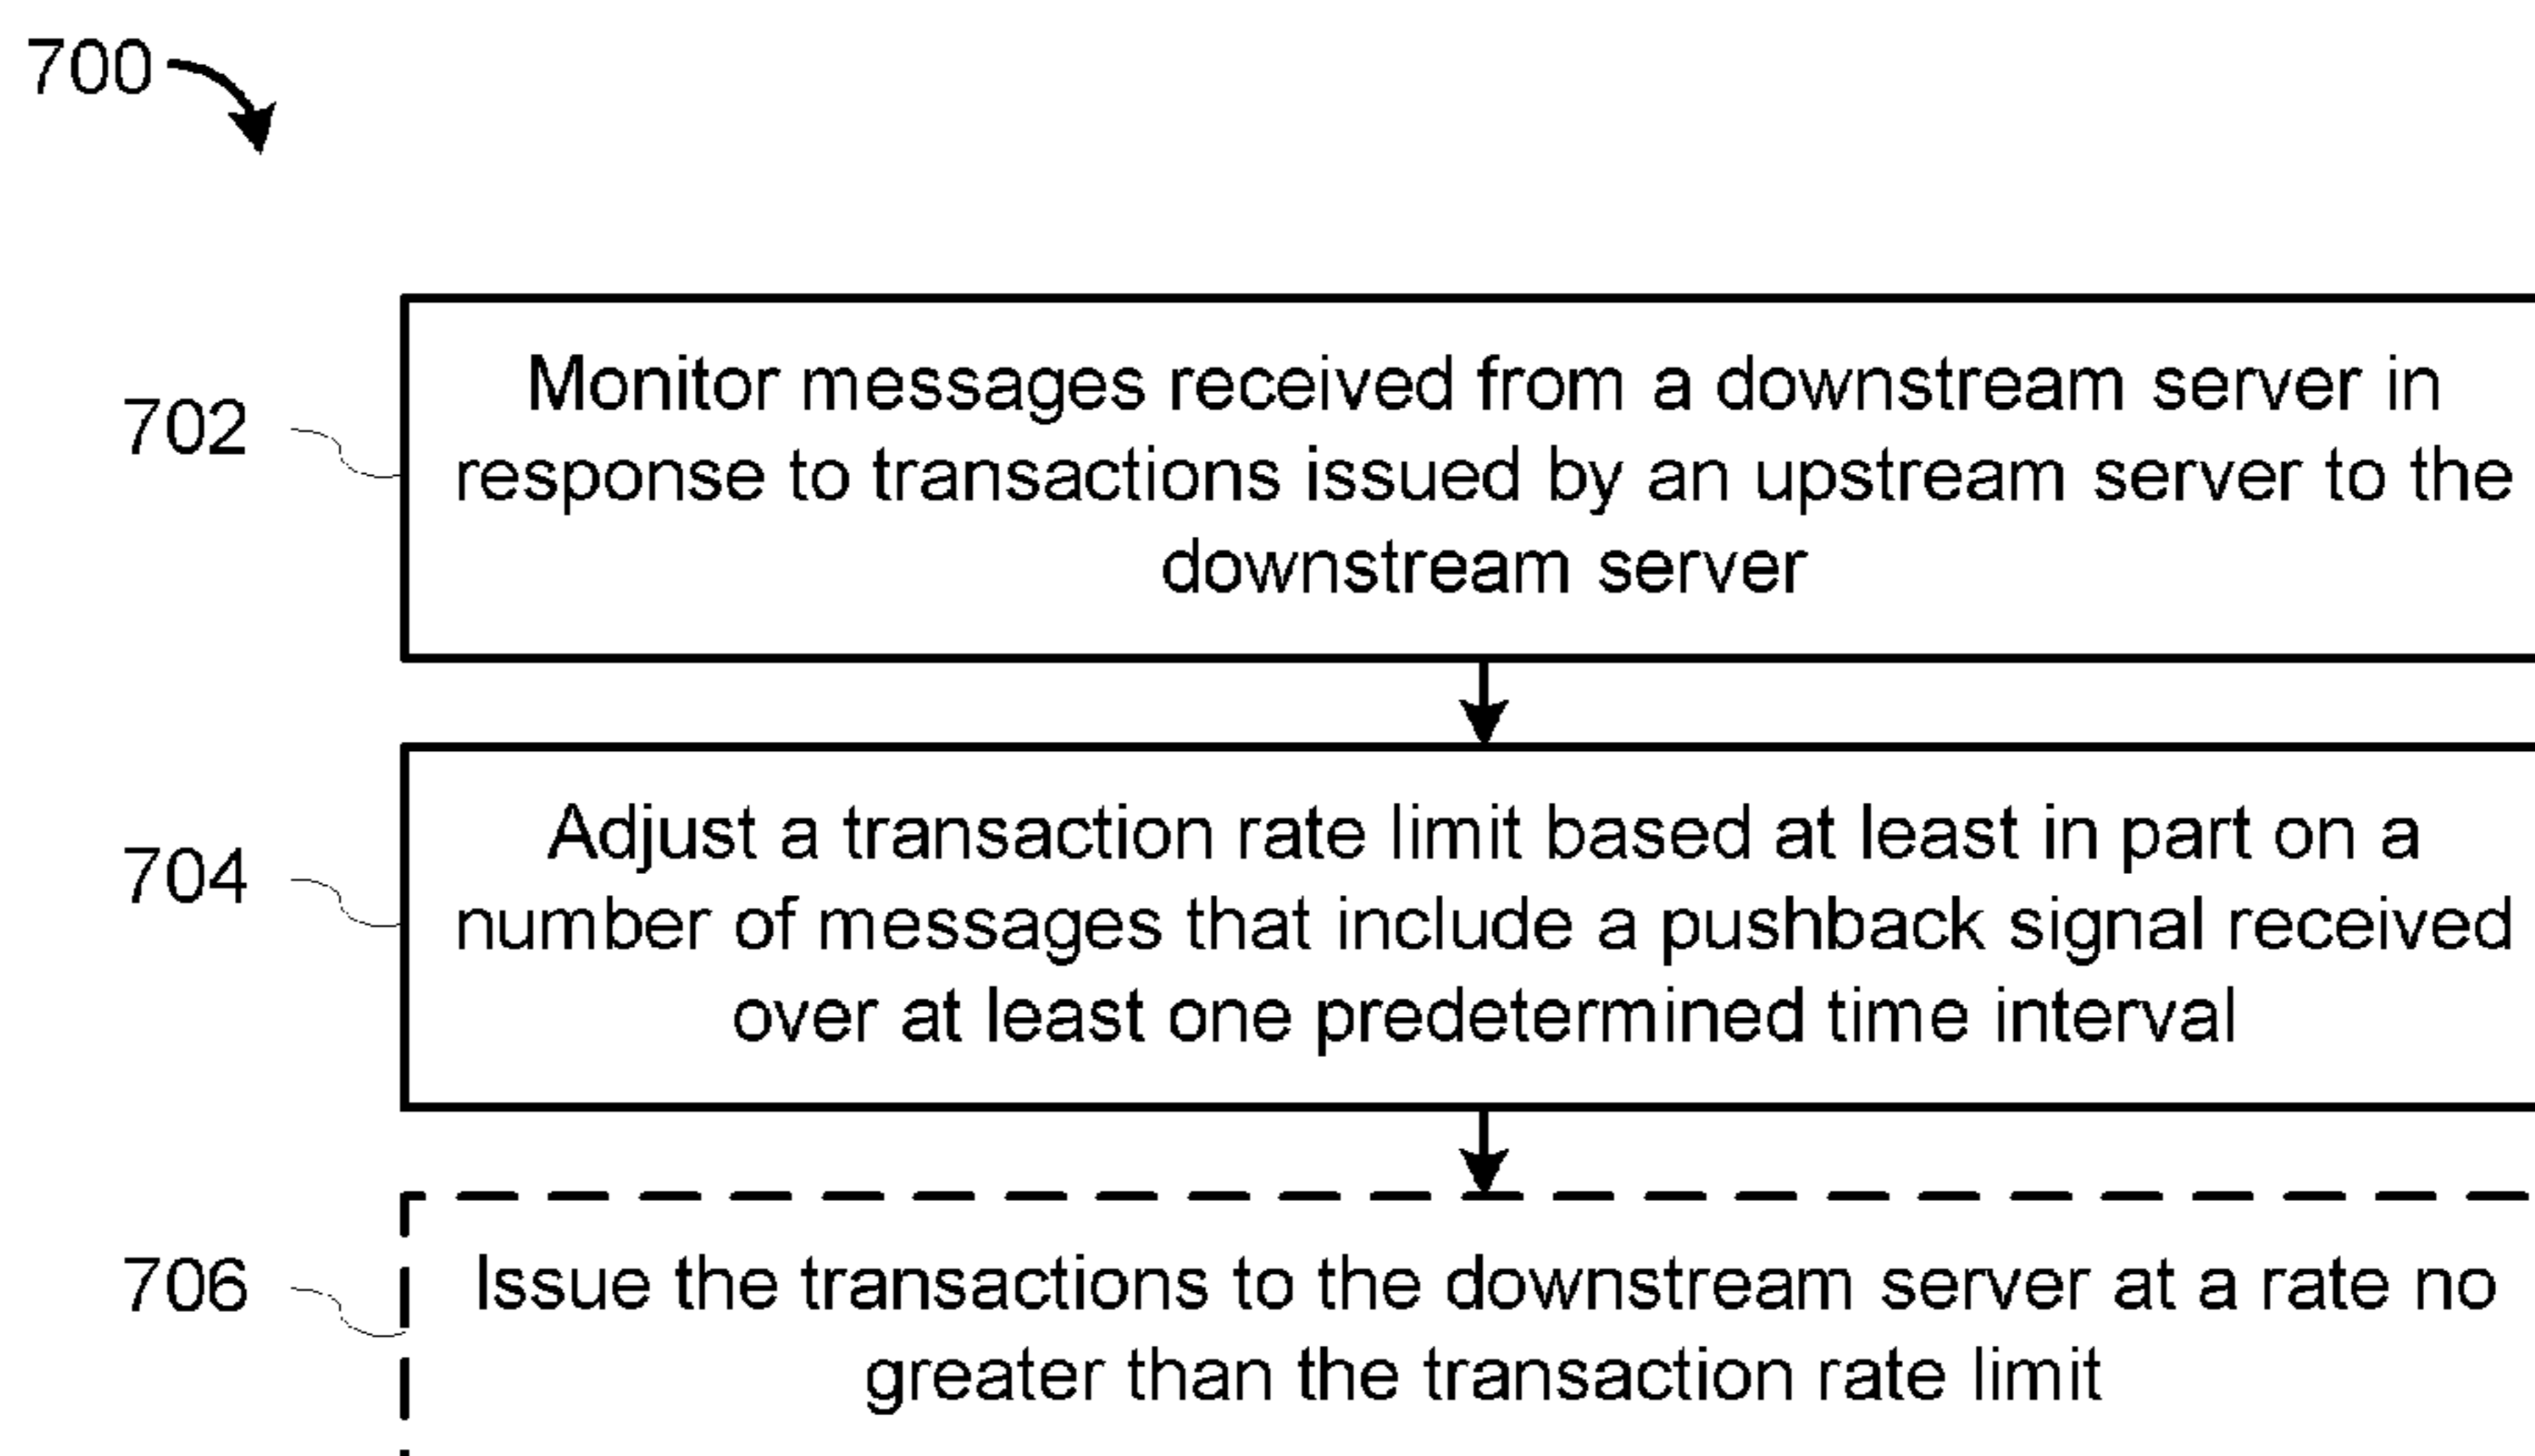 700
Monitor messages received from a downstream server in
702
response to transactions issued by an upstream server to the
downstream server
Adjust a transaction rate limit based at least in part on a
704
number of messages that include a pushback signal received
over at least one predetermined time interval
706
Issue the transactions to the downstream server at a rate no
greater than the transaction rate limit